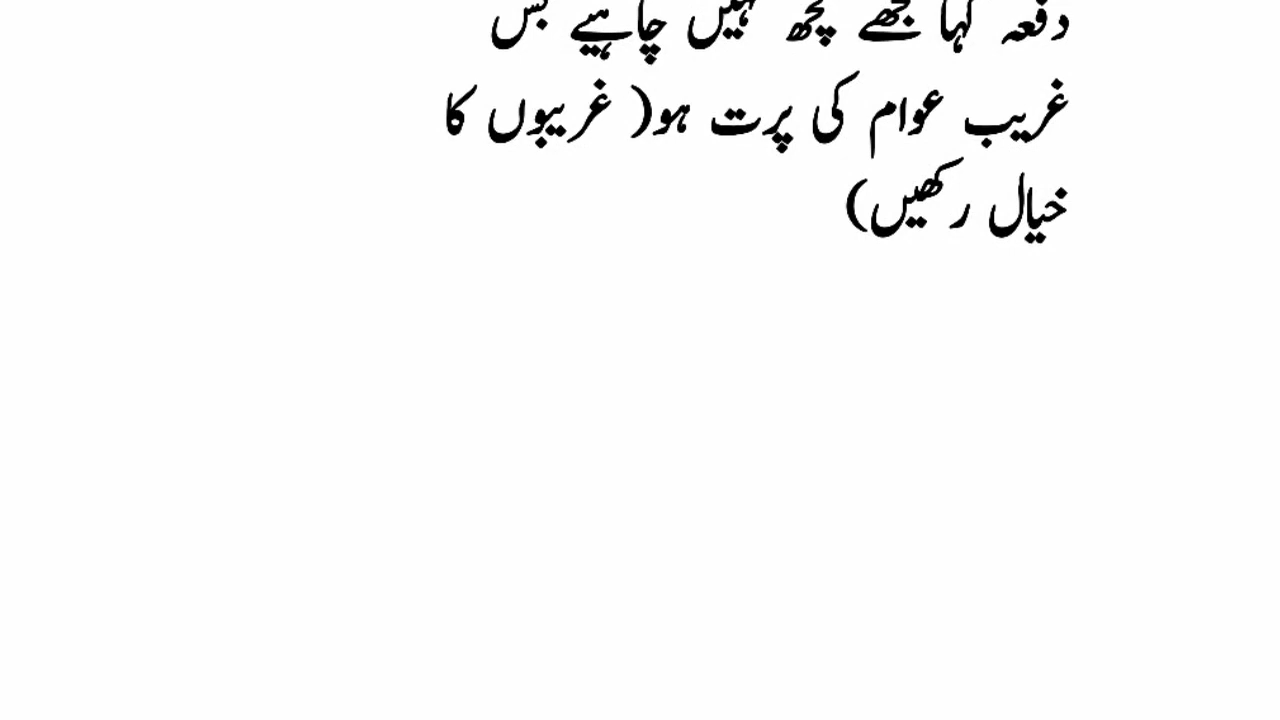 دفعہ کہا مجھے کچھ نہیں چاہیے بس
غریب عوام کی پرت ہو( غریبوں کا
خیال رکھیں)